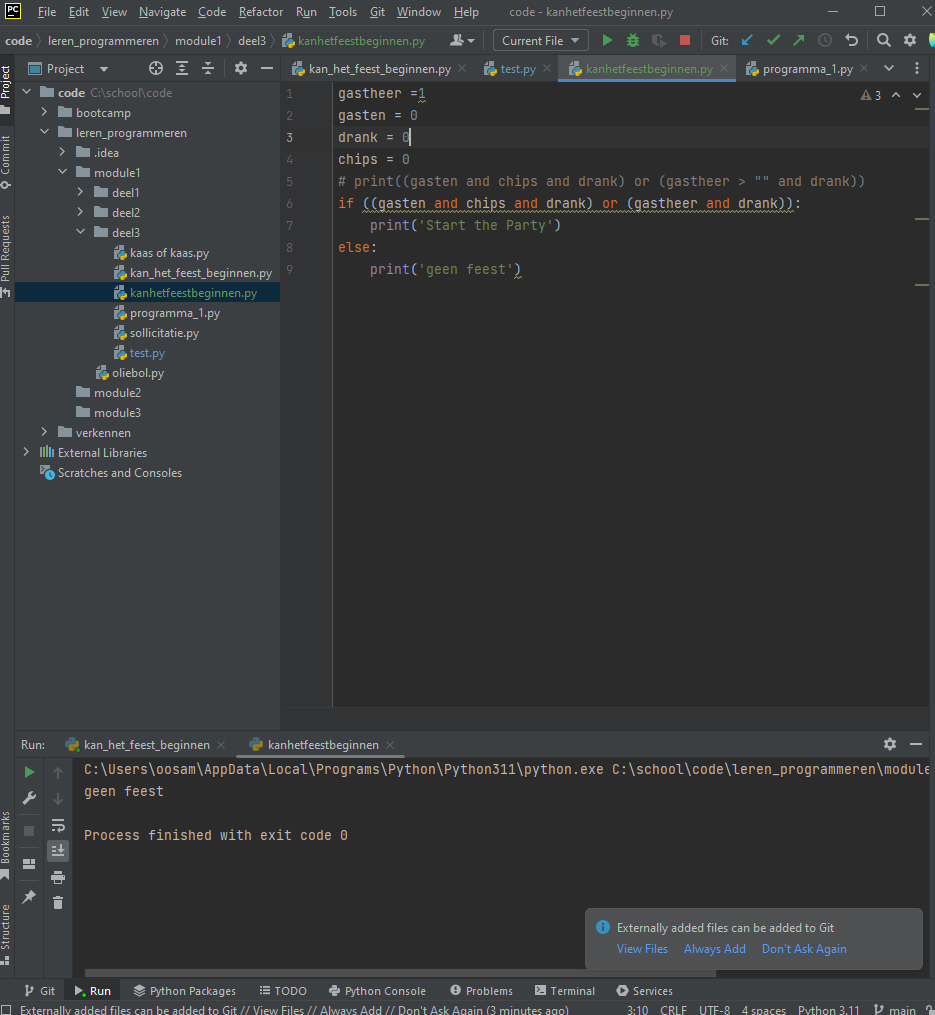 PC File Edit View Navigate Code Refactor Run Tools Git Window Help code - kanhetfeestbeginnen.py
code leren_programmeren module1 deel3 kanhetfeestbeginnen.py Current File Git:
Project
kan_het_feest_beginnen.py test.py kanhetfeestbeginnen.py programma_1.py
Project
Commit
Pull Requests
code C:\school\code
bootcamp
leren_programmeren
.idea
module1
deel1
deel2
deel3
kaas of kaas.py
kan_het_feest_beginnen.py
kanhetfeestbeginnen.py
programma_1.py
sollicitatie.py
test.py
oliebol.py
module2
module3
verkennen
External Libraries
Scratches and Consoles
3
1 gastheer =1
2 gasten = 0
3 drank = 0
4 chips = 0
5 # print((gasten and chips and drank) or (gastheer > "" and drank))
6 if ((gasten and chips and drank) or (gastheer and drank)):
7     print('Start the Party')
8 else:
9     print('geen feest')
Run: kan_het_feest_beginnen kanhetfeestbeginnen
C:\Users\oosam\AppData\Local\Programs\Python\Python311\python.exe C:\school\code\leren_programmeren\module
geen feest
Process finished with exit code 0
Bookmarks
Structure
Externally added files can be added to Git
View Files Always Add Don't Ask Again
Git Run Python Packages TODO Python Console Problems Terminal Services
Externally added files can be added to Git // View Files // Always Add // Don't Ask Again (3 minutes ago) 3:10 CRLF UTF-8 4 spaces Python 3.11 main